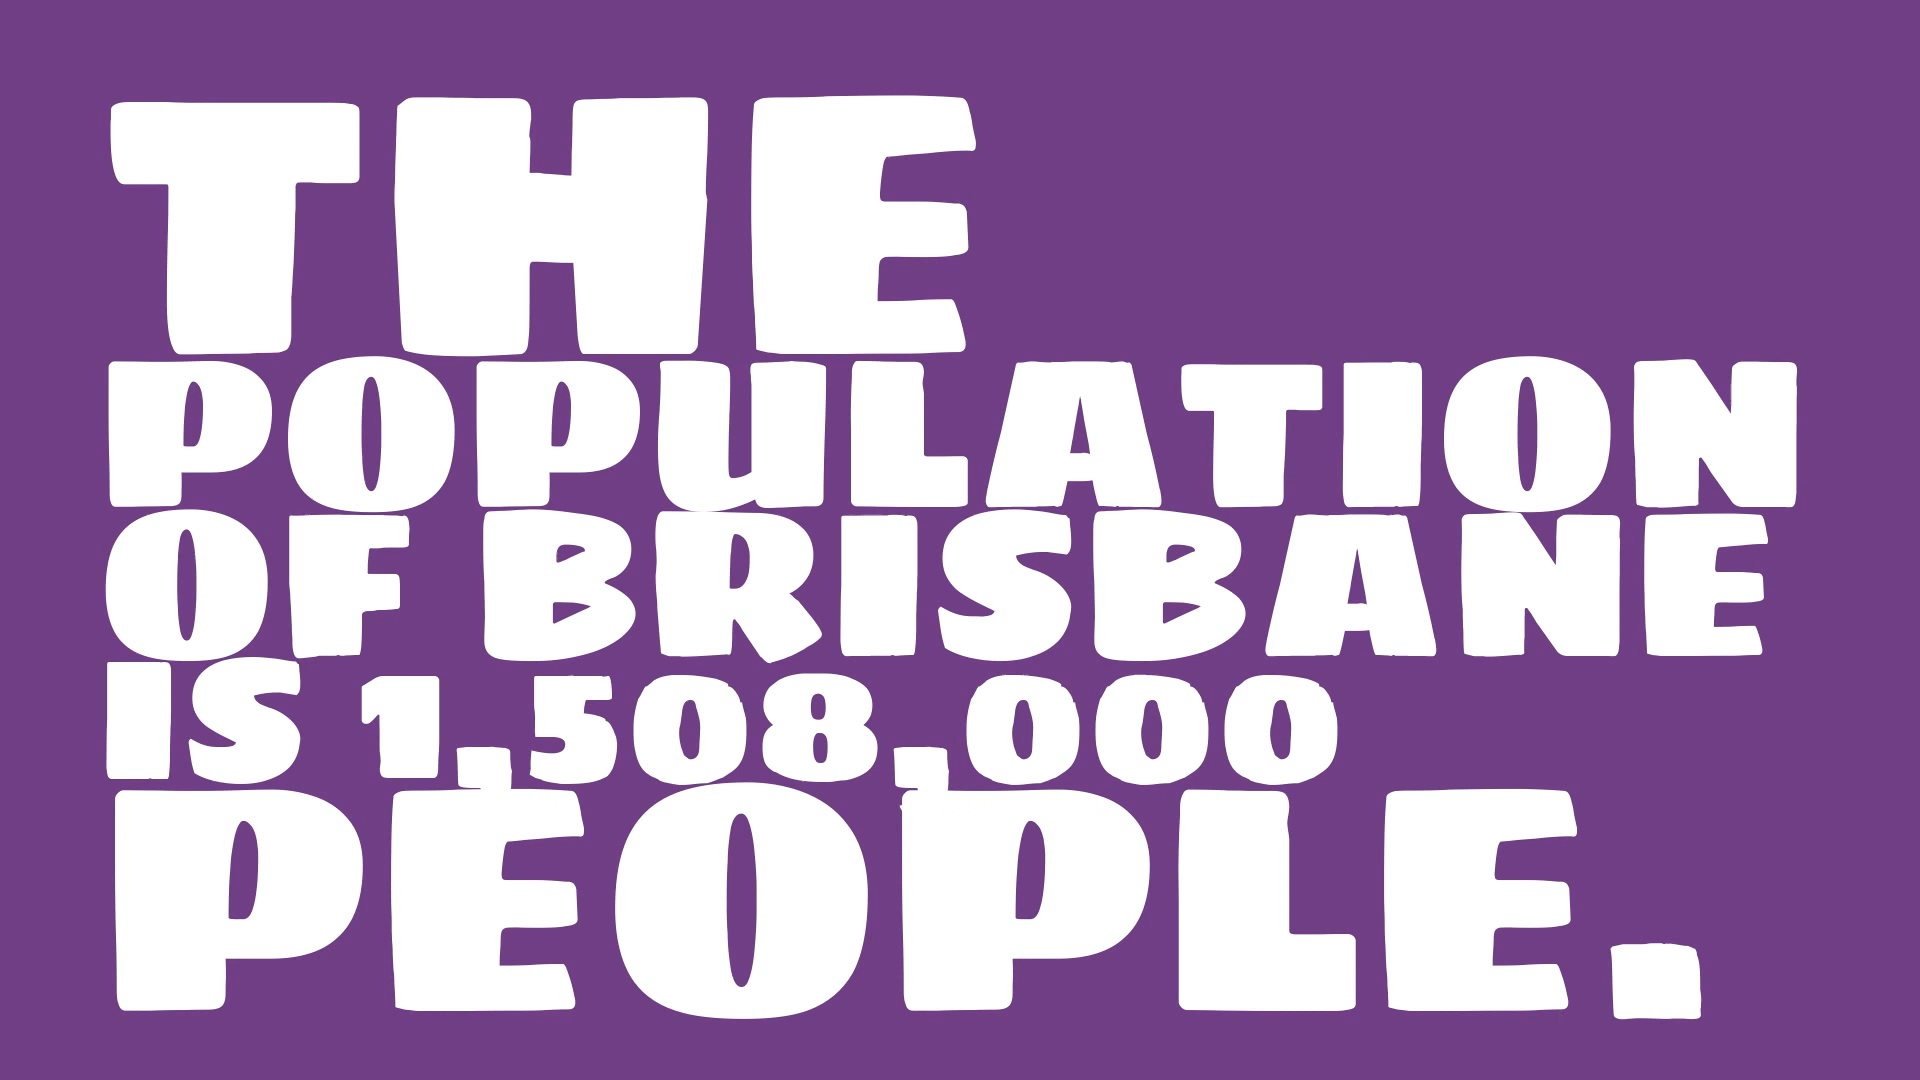 THE
POPULATION
OF BRISBANE
IS 1,508,000
PEOPLE.